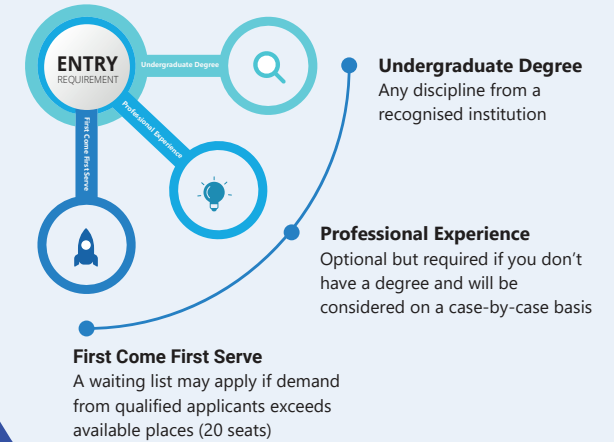 ENTRY
REQUIREMENT
Undergraduate Degree
Professional Experience
First Come First Serve
Undergraduate Degree
Any discipline from a
recognised institution
Professional Experience
Optional but required if you don’t
have a degree and will be
considered on a case-by-case basis
First Come First Serve
A waiting list may apply if demand
from qualified applicants exceeds
available places (20 seats)